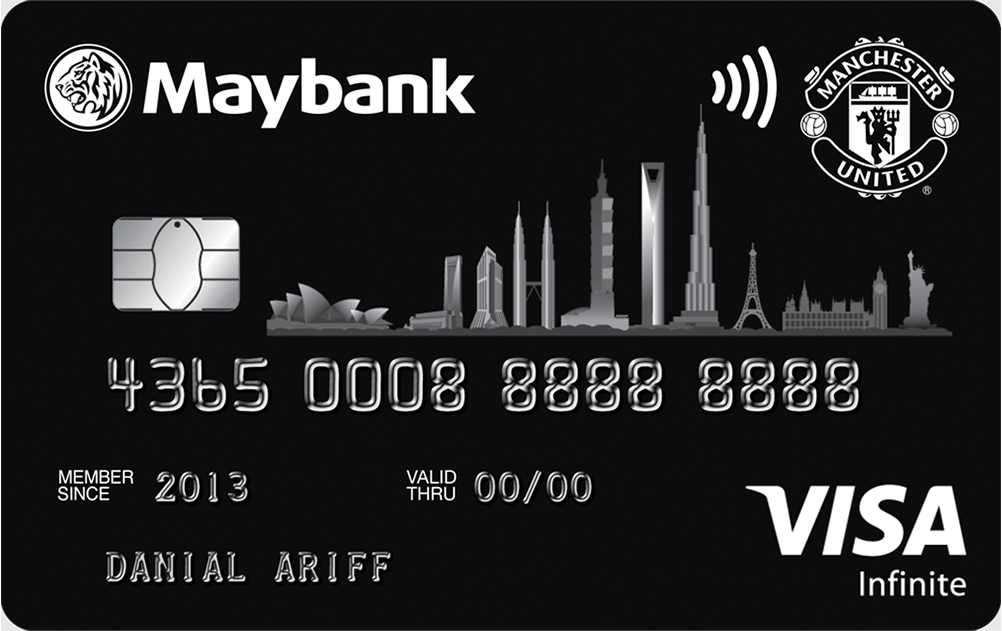 Maybank
MANCHESTER
UNITED
®
4365 0008 8888 8888
MEMBER SINCE 2013
VALID THRU 00/00
DANIAL ARIFF
VISA
Infinite